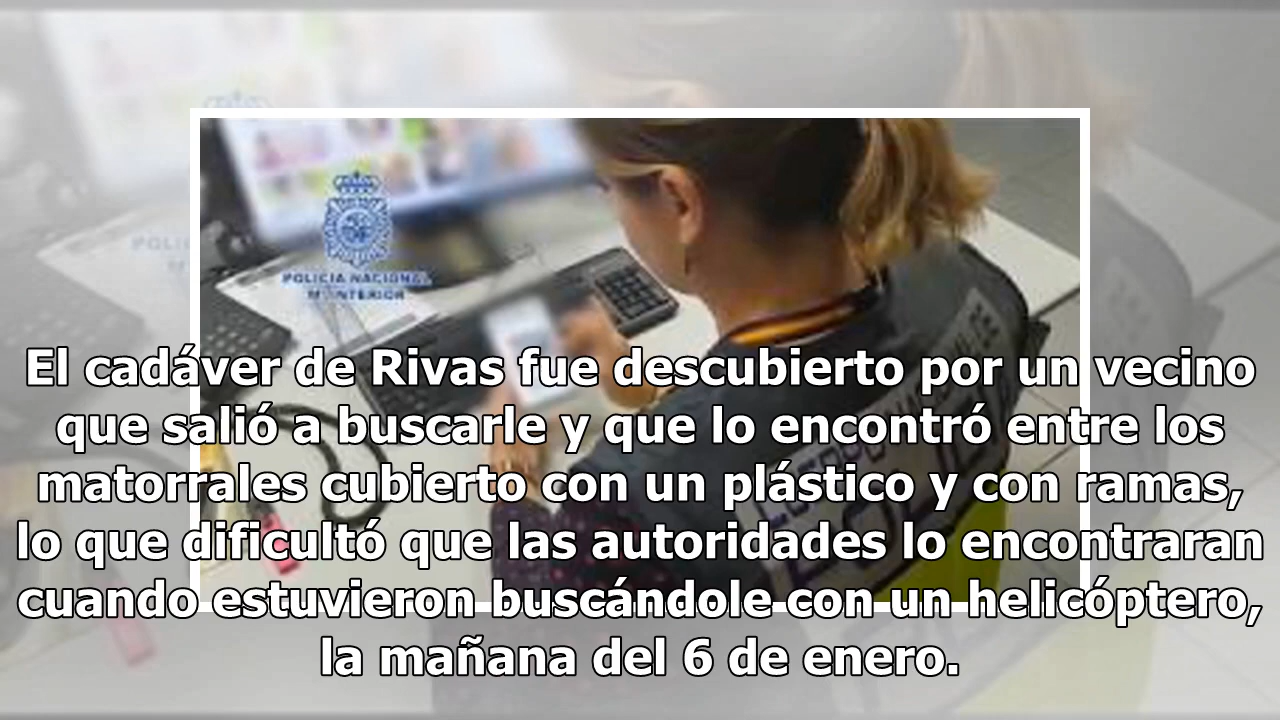 POLICIA NACIONAL
El cadáver de Rivas fue descubierto por un vecino
que salió a buscarle y que lo encontró entre los
matorrales cubierto con un plástico y con ramas,
lo que dificultó que las autoridades lo encontraran
cuando estuvieron buscándole con un helicóptero,
la mañana del 6 de enero.